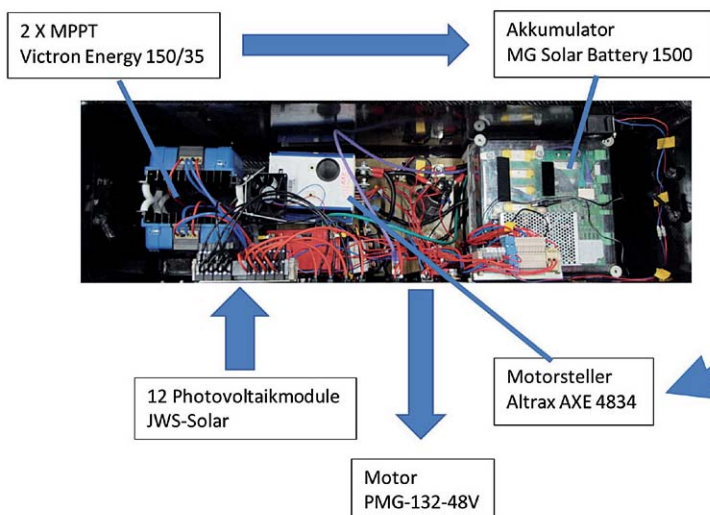 2 X MPPT
Victron Energy 150/35
Akkumulator
MG Solar Battery 1500
12 Photovoltaikmodule
JWS-Solar
Motorsteller
Altrax AXE 4834
Motor
PMG-132-48V